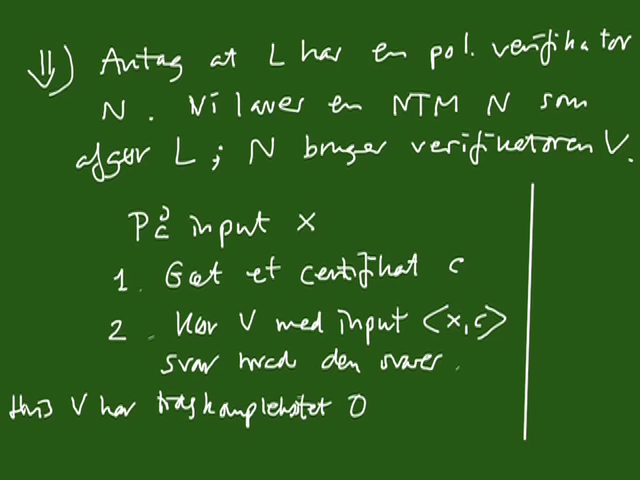 ⇓) Antag at L har en pol. verifikator
N. Vi laver en NTM N som
afgør L; N bruger verifikatoren V.
På input x
1. Gæt et certifikat c
2. Kør V med input <x,c>
svar hvad den svarer.
Hvis V har tidskompleksitet O